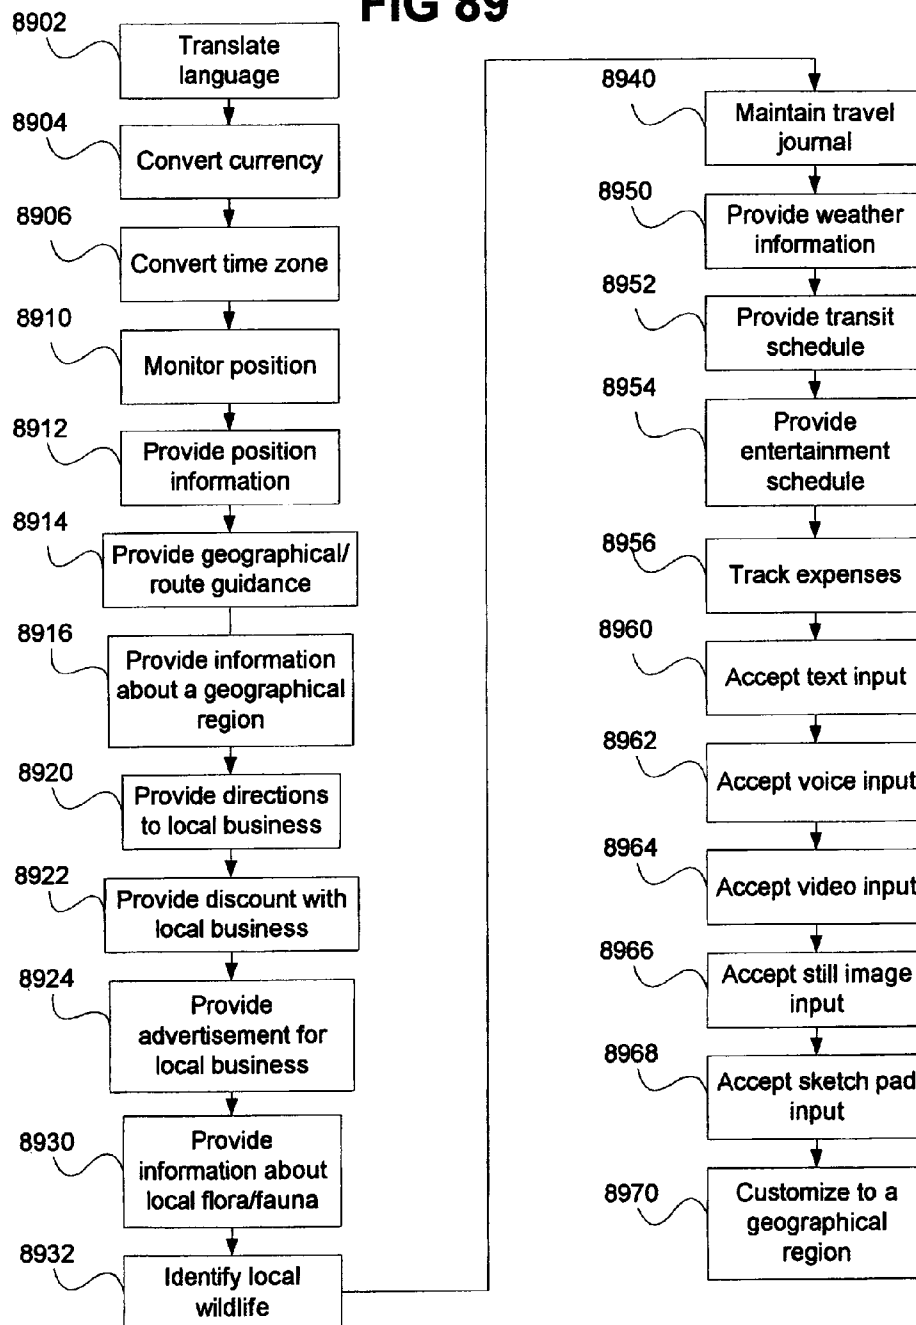 FIG 89
8902
Translate
language
8904
Convert currency
8906
Convert time zone
8910
Monitor position
8912
Provide position
information
8914
Provide geographical/
route guidance
8916
Provide information
about a geographical
region
8920
Provide directions
to local business
8922
Provide discount with
local business
8924
Provide
advertisement for
local business
8930
Provide
information about
local flora/fauna
8932
Identify local
wildlife
8940
Maintain travel
journal
8950
Provide weather
information
8952
Provide transit
schedule
8954
Provide
entertainment
schedule
8956
Track expenses
8960
Accept text input
8962
Accept voice input
8964
Accept video input
8966
Accept still image
input
8968
Accept sketch pad
input
8970
Customize to a
geographical
region